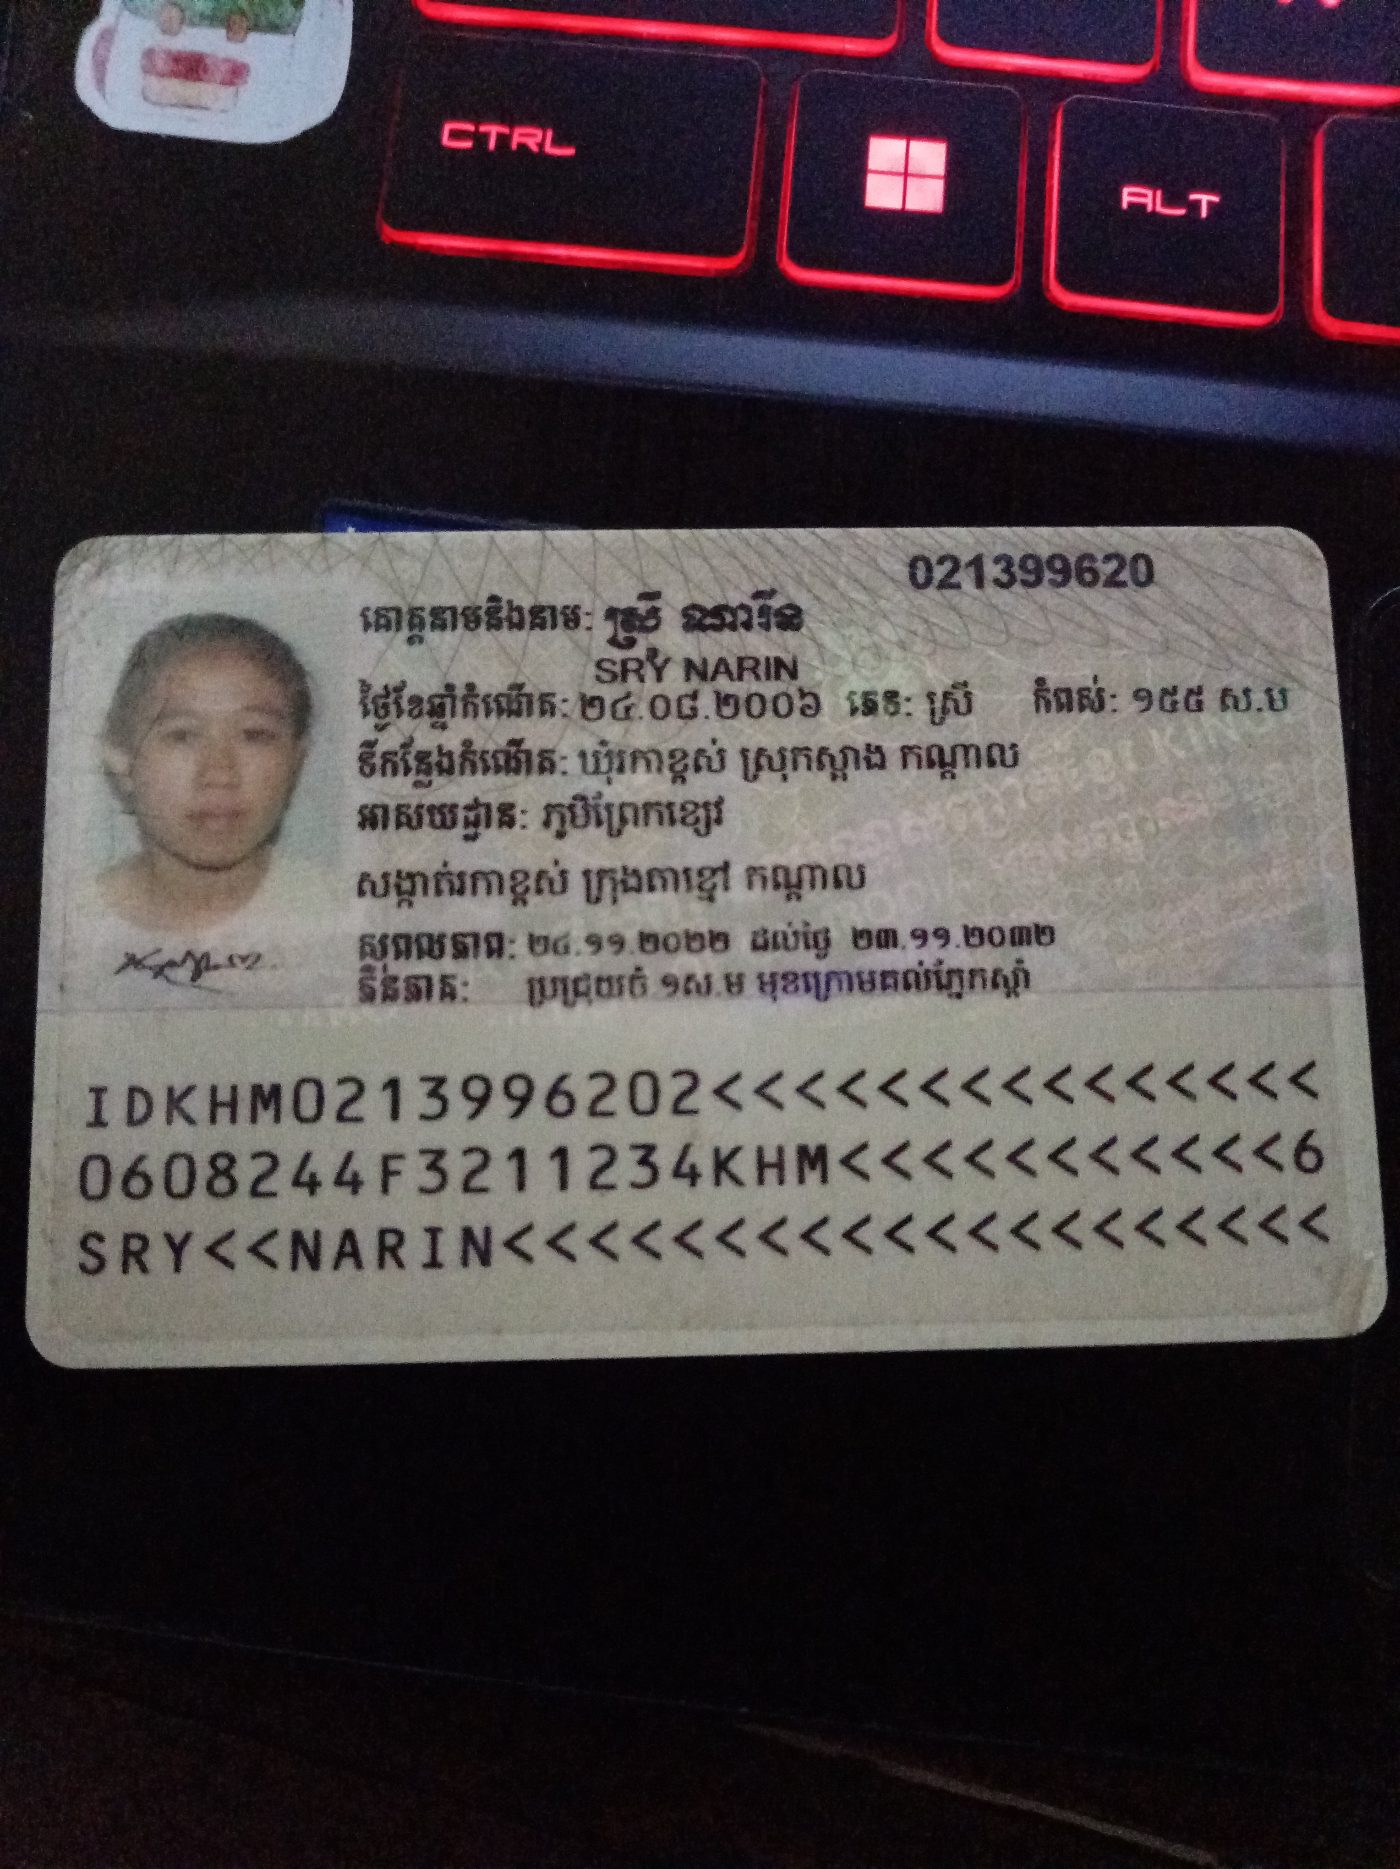 CTRL
ALT
021399620
គោត្តនាមនិងនាម: ស្រី ណារីន
SRY NARIN
ថ្ងៃខែឆ្នាំកំណើត: ២៤.០៨.២០០៦ ភេទ: ស្រី កំពស់: ១៥៥ ស.ម
ទីកន្លែងកំណើត: ឃុំរកាខ្ពស់ ស្រុកស្អាង កណ្តាល
អាសយដ្ឋាន: ភូមិព្រែកខ្សេវ
សង្កាត់រកាខ្ពស់ ក្រុងតាខ្មៅ កណ្តាល
សុពលភាព: ២៤.១១.២០២២ ដល់ថ្ងៃ ២៣.១១.២០៣២
ភិនភាគ: ប្រជ្រុយចំ ១ស.ម មុខក្រោមគល់ភ្នែកស្តាំ
IDKHM0213996202<<<<<<<<<<<<<<<
0608244F3211234KHM<<<<<<<<<<<6
SRY<<NARIN<<<<<<<<<<<<<<<<<<<<